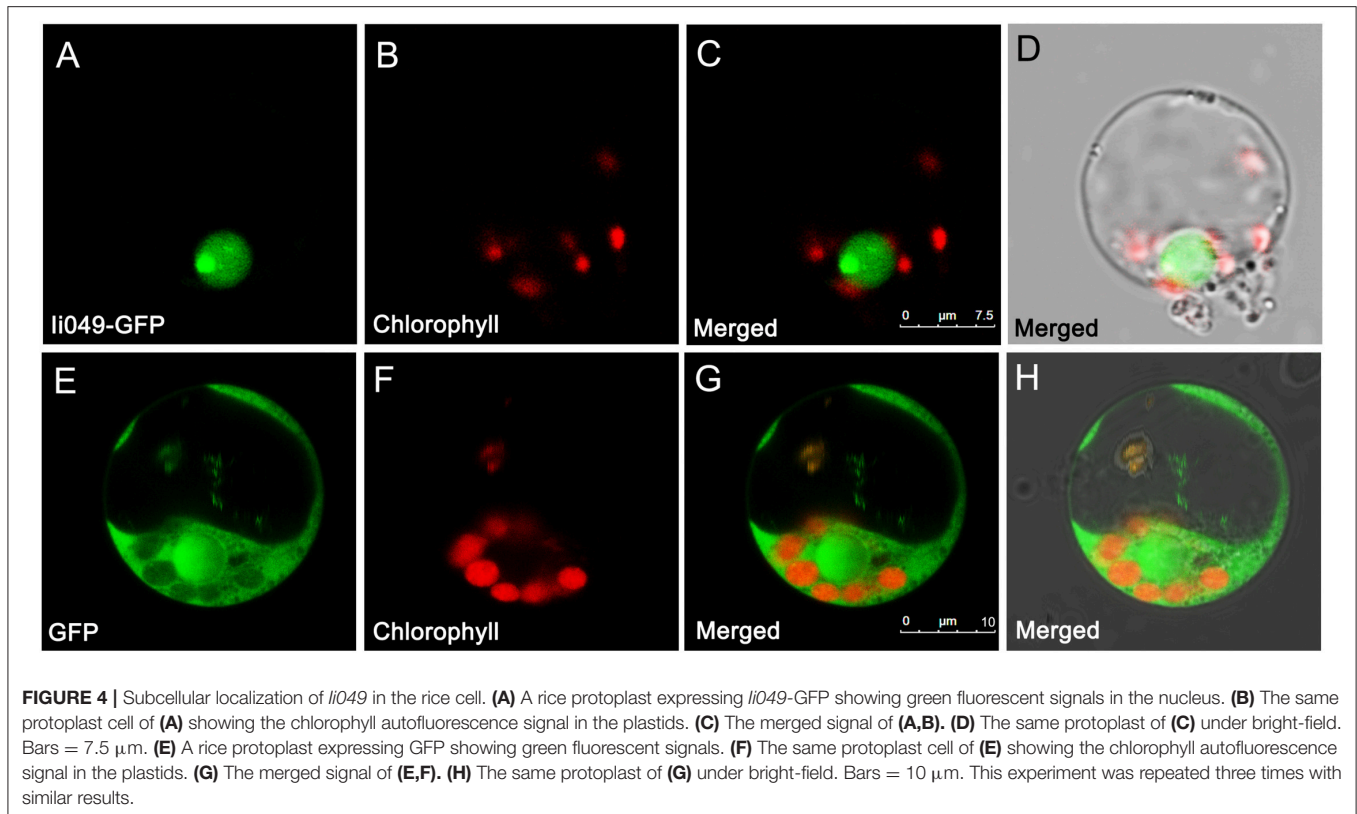 A
B
C
D
li049-GFP
Chlorophyll
Merged
0 μm 7.5
Merged
E
F
G
H
GFP
Chlorophyll
Merged
0 μm 10
Merged
FIGURE 4 | Subcellular localization of li049 in the rice cell. (A) A rice protoplast expressing li049-GFP showing green fluorescent signals in the nucleus. (B) The same
protoplast cell of (A) showing the chlorophyll autofluorescence signal in the plastids. (C) The merged signal of (A,B). (D) The same protoplast of (C) under bright-field.
Bars = 7.5 μm. (E) A rice protoplast expressing GFP showing green fluorescent signals. (F) The same protoplast cell of (E) showing the chlorophyll autofluorescence
signal in the plastids. (G) The merged signal of (E,F). (H) The same protoplast of (G) under bright-field. Bars = 10 μm. This experiment was repeated three times with
similar results.